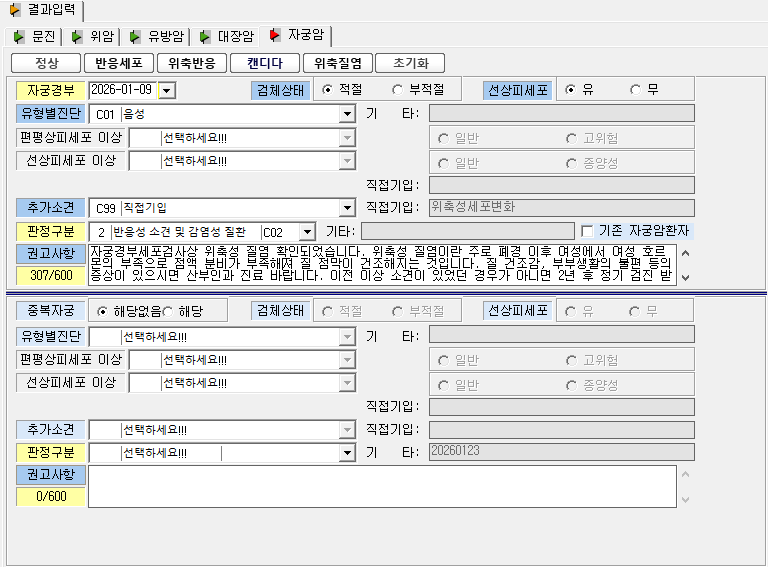 결과입력
문진 위암 유방암 대장암 자궁암
정상 반응세포 위축반응 캔디다 위축질염 초기화
자궁경부 2026-01-09 검체상태 적절 부적절 선상피세포 유 무
유형별진단 C01 음성 기 타:
편평상피세포 이상 선택하세요!!! 일반 고위험
선상피세포 이상 선택하세요!!! 일반 종양성
직접기입:
추가소견 C99 직접기입 직접기입: 위축성세포변화
판정구분 2 반응성 소견 및 감염성 질환 C02 기타: 기존 자궁암환자
권고사항 자궁경부세포검사상 위축성 질염 확인되었습니다. 위축성 질염이란 주로 폐경 이후 여성에서 여성 호르
몬의 부족으로 점액 분비가 부족해져 질 점막이 건조해지는 것입니다. 질 건조감, 부부생활의 불편 등의
307/600 증상이 있으시면 산부인과 진료 바랍니다. 이전 이상 소견이 있었던 경우가 아니면 2년 후 정기 검진 받
중복자궁 해당없음 해당 검체상태 적절 부적절 선상피세포 유 무
유형별진단 선택하세요!!! 기 타:
편평상피세포 이상 선택하세요!!! 일반 고위험
선상피세포 이상 선택하세요!!! 일반 종양성
직접기입:
추가소견 선택하세요!!! 직접기입:
판정구분 선택하세요!!! 기 타: 20260123
권고사항
0/600